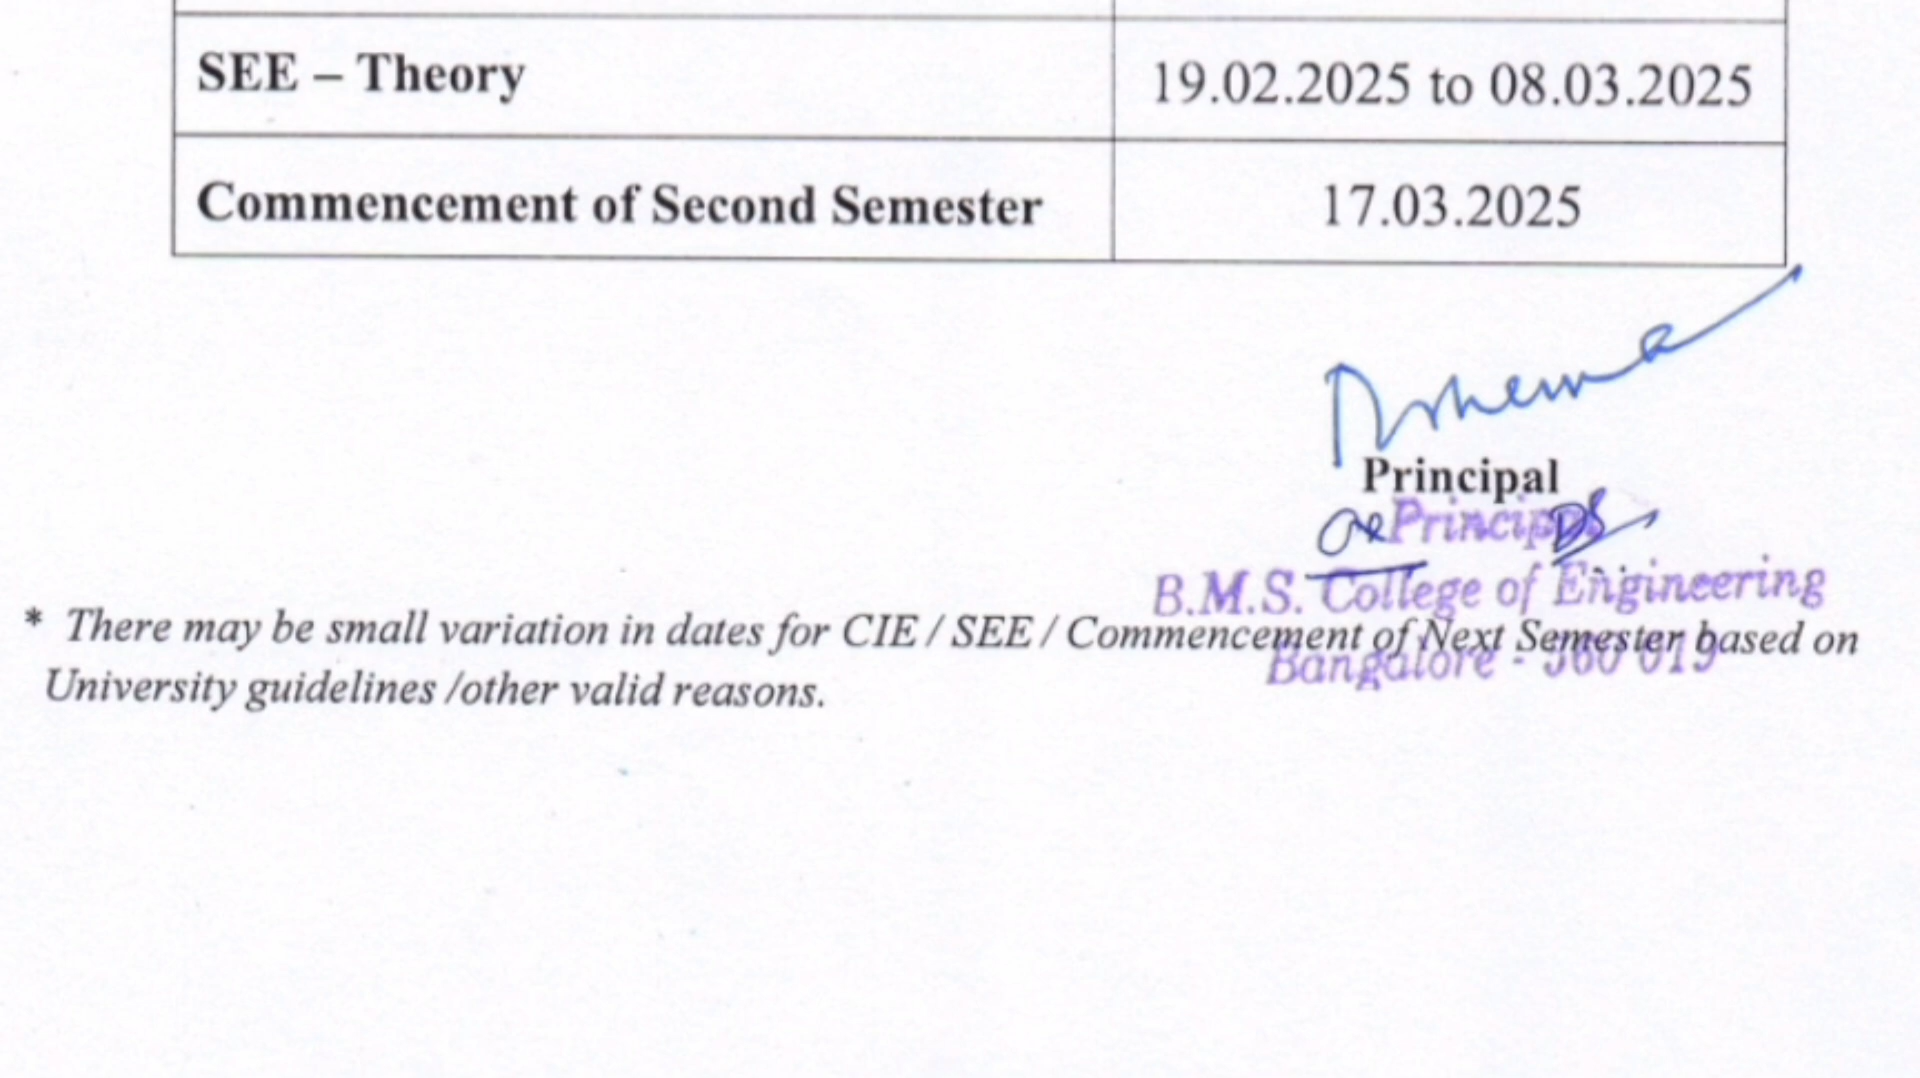 SEE – Theory 19.02.2025 to 08.03.2025
Commencement of Second Semester 17.03.2025
Principal
Principal
B.M.S. College of Engineering
Bangalore - 560 019
* There may be small variation in dates for CIE / SEE / Commencement of Next Semester based on
University guidelines /other valid reasons.